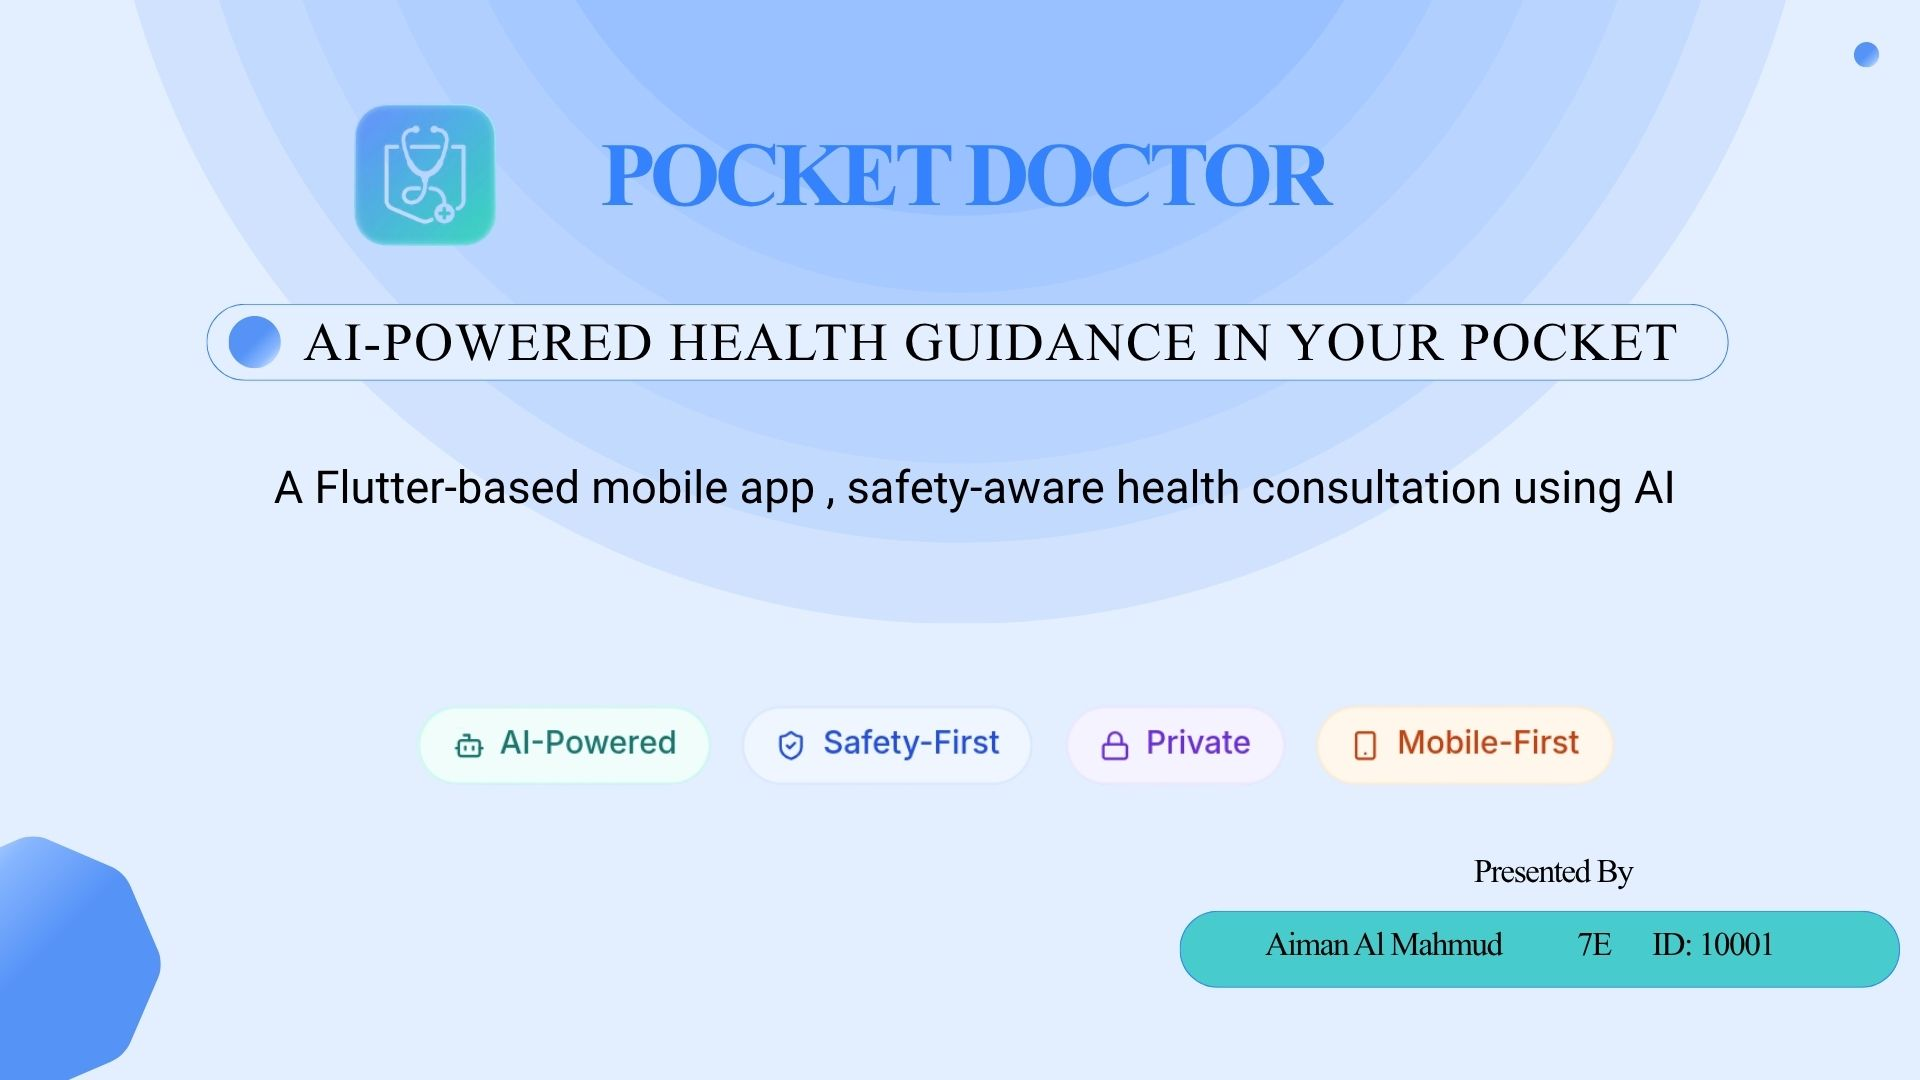 POCKET DOCTOR
AI-POWERED HEALTH GUIDANCE IN YOUR POCKET
A Flutter-based mobile app , safety-aware health consultation using AI
AI-Powered
Safety-First
Private
Mobile-First
Presented By
Aiman Al Mahmud 7E ID: 10001